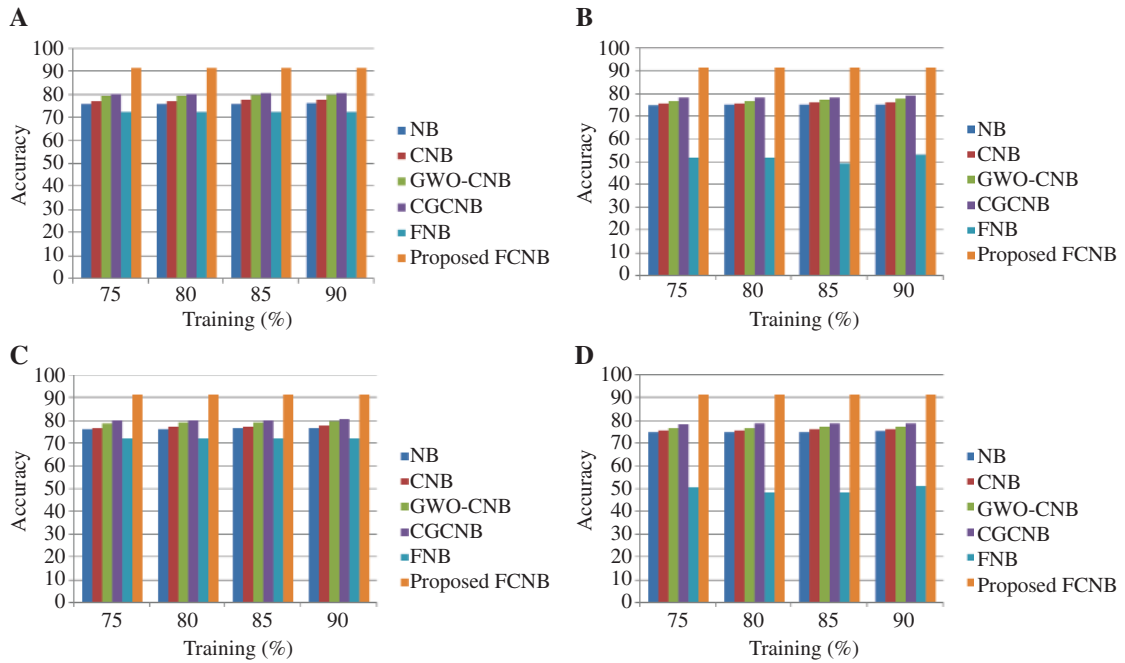 A
100
90
80
70
60
50
40
30
20
10
0
Accuracy
75 80 85 90
Training (%)
NB
CNB
GWO-CNB
CGCNB
FNB
Proposed FCNB
B
100
90
80
70
60
50
40
30
20
10
0
Accuracy
75 80 85 90
Training (%)
NB
CNB
GWO-CNB
CGCNB
FNB
Proposed FCNB
C
100
90
80
70
60
50
40
30
20
10
0
Accuracy
75 80 85 90
Training (%)
NB
CNB
GWO-CNB
CGCNB
FNB
Proposed FCNB
D
100
90
80
70
60
50
40
30
20
10
0
Accuracy
75 80 85 90
Training (%)
NB
CNB
GWO-CNB
CGCNB
FNB
Proposed FCNB